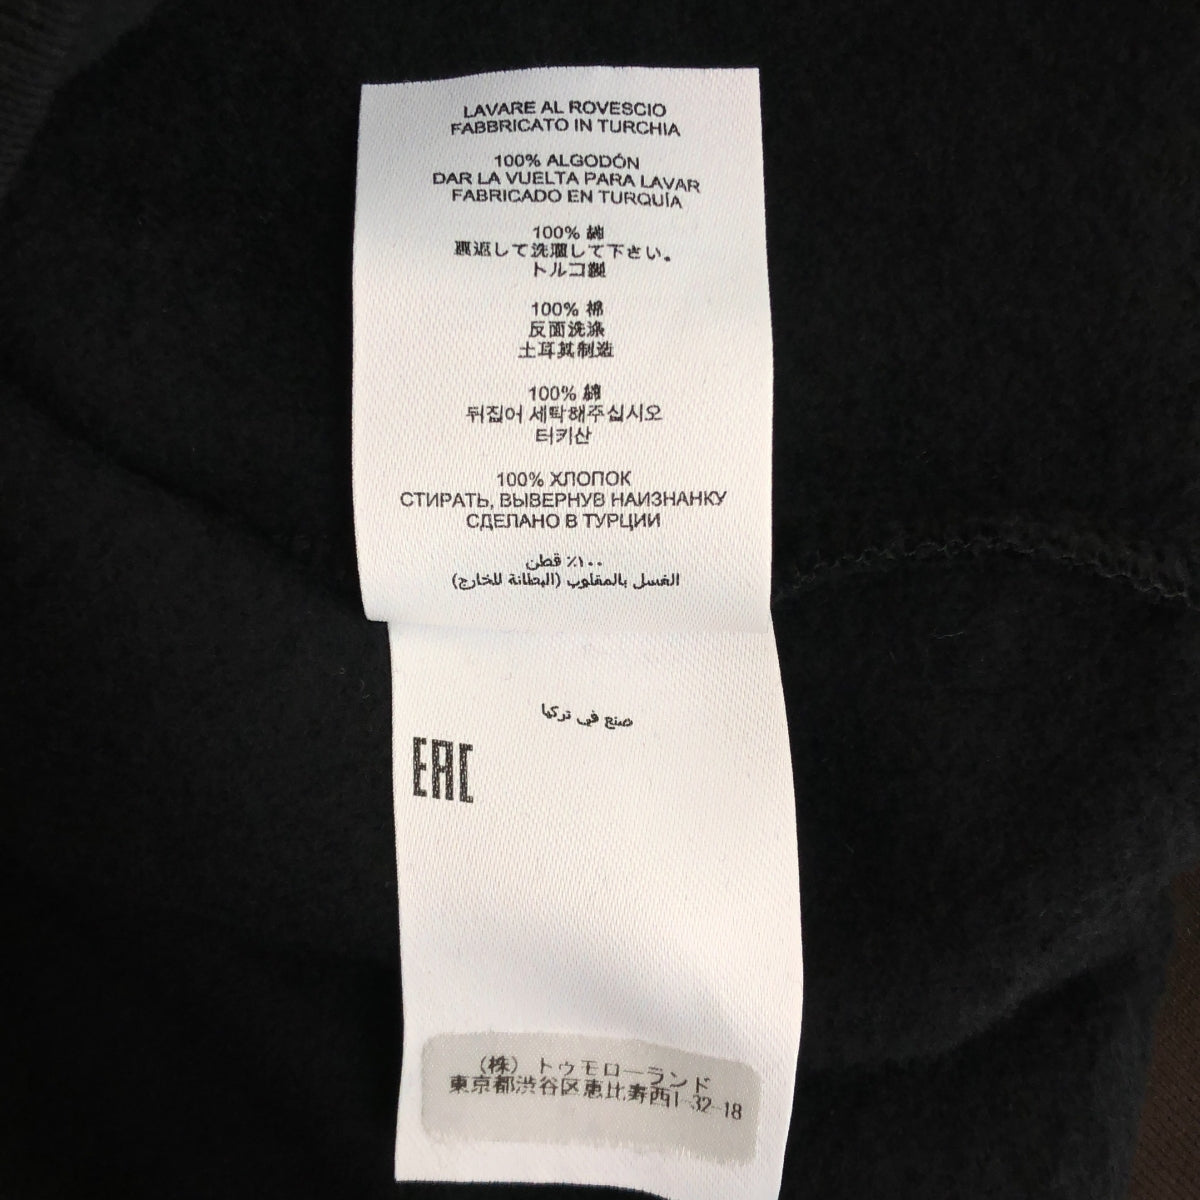 LAVARE AL ROVESCIO
FABBRICATO IN TURCHIA
100% ALGODÓN
DAR LA VUELTA PARA LAVAR
FABRICADO EN TURQUÍA
100% 綿
裏返して洗濯して下さい。
トルコ製
100% 棉
反面洗涤
土耳其制造
100% 綿
뒤집어 세탁해주십시오
터키산
100% ХЛОПОК
СТИРАТЬ, ВЫВЕРНУВ НАИЗНАНКУ
СДЕЛАНО В ТУРЦИИ
١٠٠٪ قطن
الغسل بالمقلوب (البطانة للخارج)
صنع في تركيا
EAC
(株) トゥモローランド
東京都渋谷区恵比寿西1-32-18